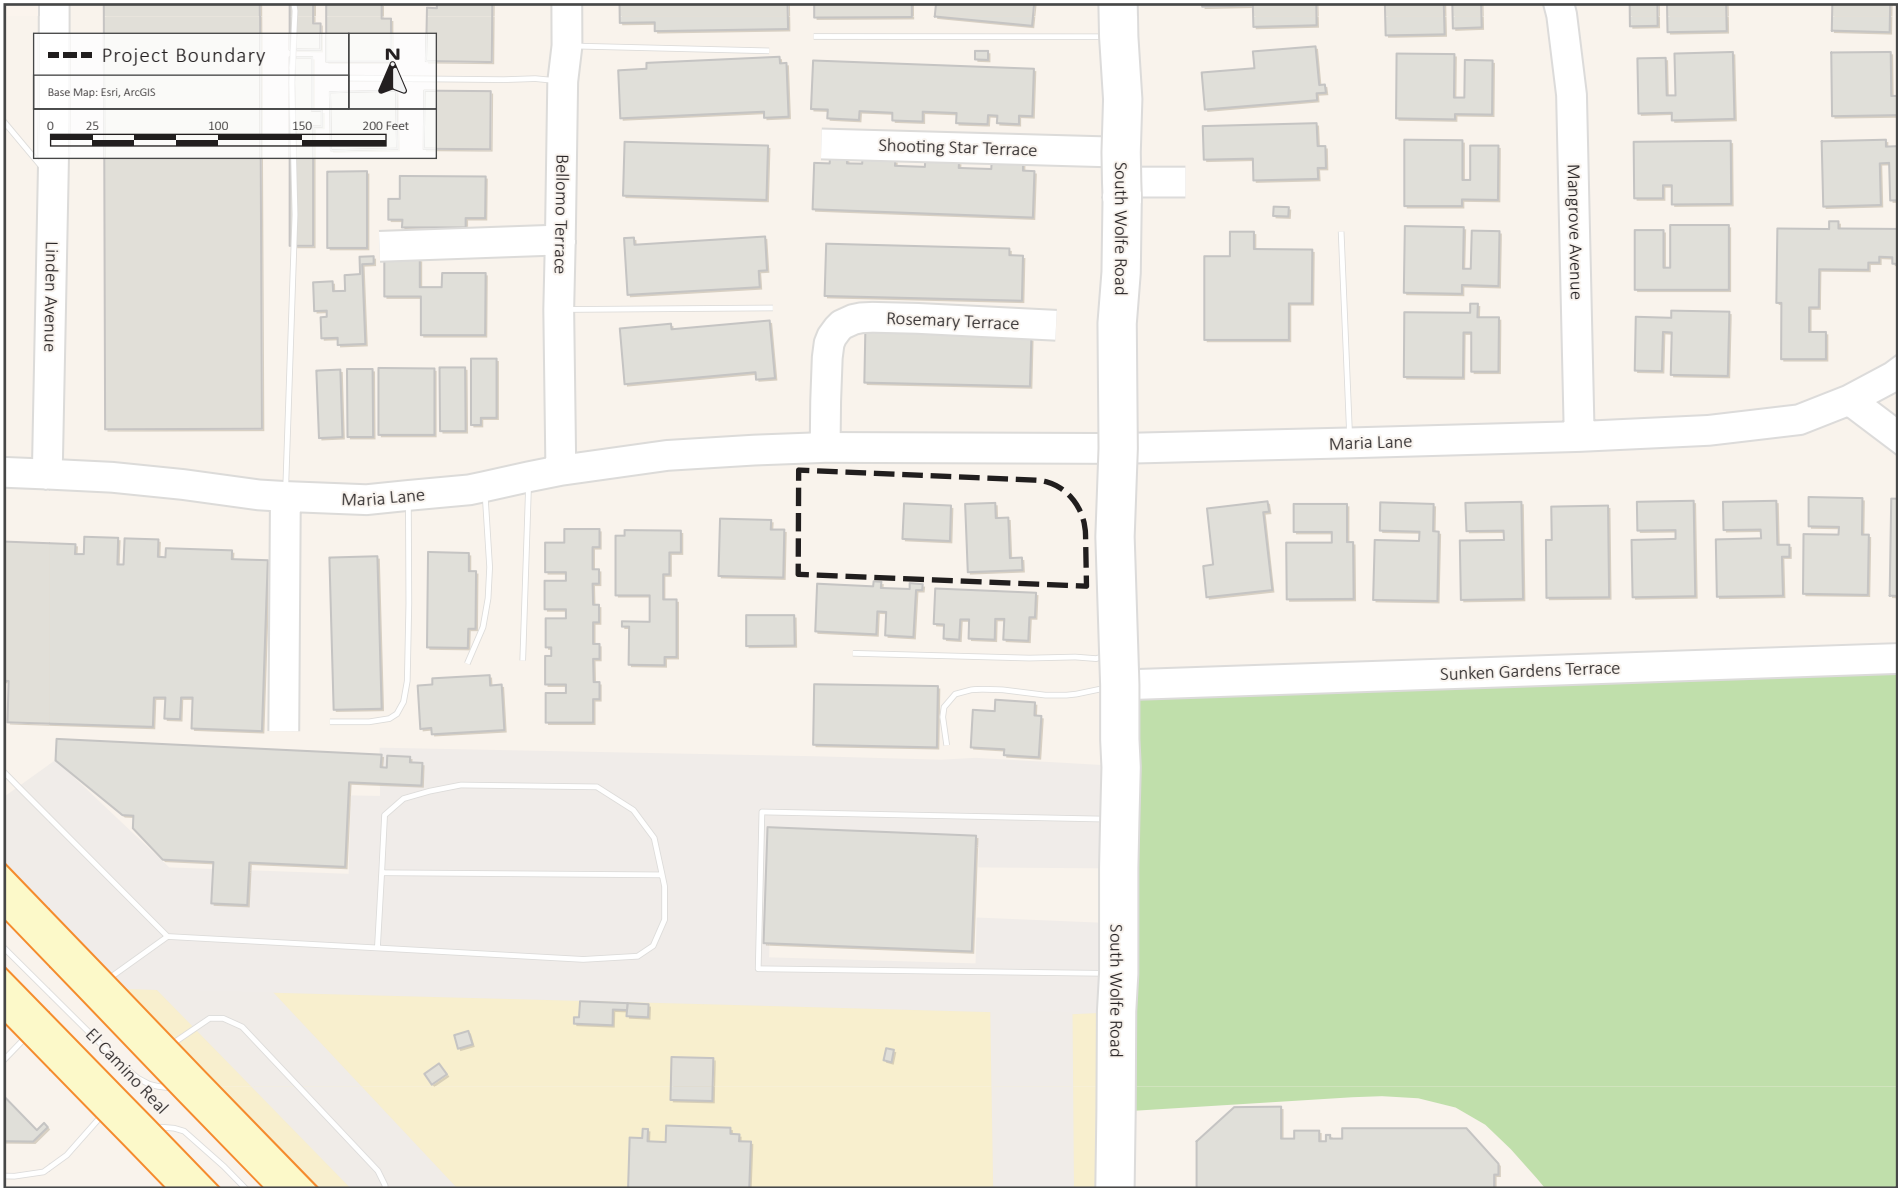 Project Boundary
N
Base Map: Esri, ArcGIS
0 25 100 150 200 Feet
Shooting Star Terrace
Bellomo Terrace
South Wolfe Road
Mangrove Avenue
Linden Avenue
Rosemary Terrace
Maria Lane
Maria Lane
Sunken Gardens Terrace
South Wolfe Road
El Camino Real